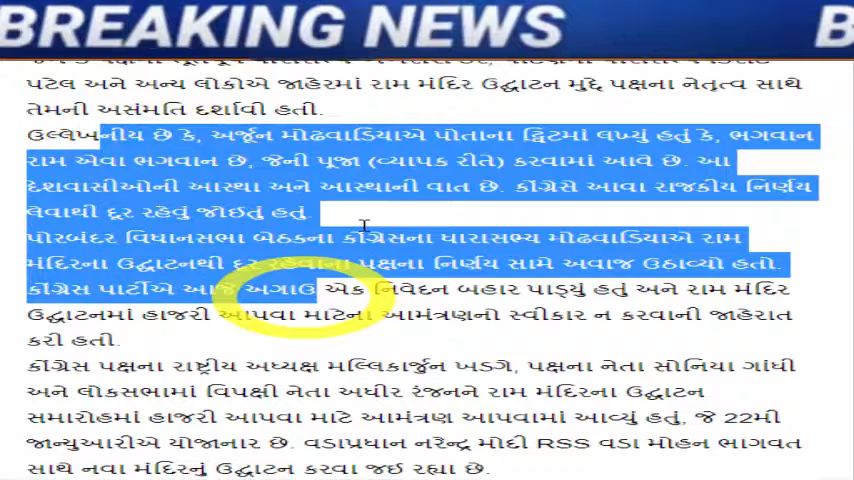 BREAKING NEWS B
પટેલ અને અન્ય લોકોએ જાહેરમાં રામ મંદિર ઉદ્ઘાટન મુદ્દે પક્ષના નેતૃત્વ સાથે
તેમની અસંમતિ દર્શાવી હતી.
ઉલ્લેખનીય છે કે, અર્જૂન મોઢવાડિયાએ પોતાના ટ્વિટમાં લખ્યું હતું કે, ભગવાન
રામ એવા ભગવાન છે, જેની પૂજા (વ્યાપક રીતે) કરવામાં આવે છે. આ
દેશવાસીઓની આસ્થા અને આસ્થાની વાત છે. કોંગ્રેસે આવા રાજકીય નિર્ણય
લેવાથી દૂર રહેવું જોઈતું હતું.
પોરબંદર વિધાનસભા બેઠકના કોંગ્રેસના ધારાસભ્ય મોઢવાડિયાએ રામ
મંદિરના ઉદ્ઘાટનથી દૂર રહેવાના પક્ષના નિર્ણય સામે અવાજ ઉઠાવ્યો હતો.
કોંગ્રેસ પાર્ટીએ આજે અગાઉ એક નિવેદન બહાર પાડ્યું હતું અને રામ મંદિર
ઉદ્ઘાટનમાં હાજરી આપવા માટેના આમંત્રણનો સ્વીકાર ન કરવાની જાહેરાત
કરી હતી.
કોંગ્રેસ પક્ષના રાષ્ટ્રીય અધ્યક્ષ મલ્લિકાર્જુન ખડગે, પક્ષના નેતા સોનિયા ગાંધી
અને લોકસભામાં વિપક્ષી નેતા અધીર રંજનને રામ મંદિરના ઉદ્ઘાટન
સમારોહમાં હાજરી આપવા માટે આમંત્રણ આપવામાં આવ્યું હતું, જે 22મી
જાન્યુઆરીએ યોજાનાર છે. વડાપ્રધાન નરેન્દ્ર મોદી RSS વડા મોહન ભાગવત
સાથે નવા મંદિરનું ઉદ્ઘાટન કરવા જઈ રહ્યા છે.